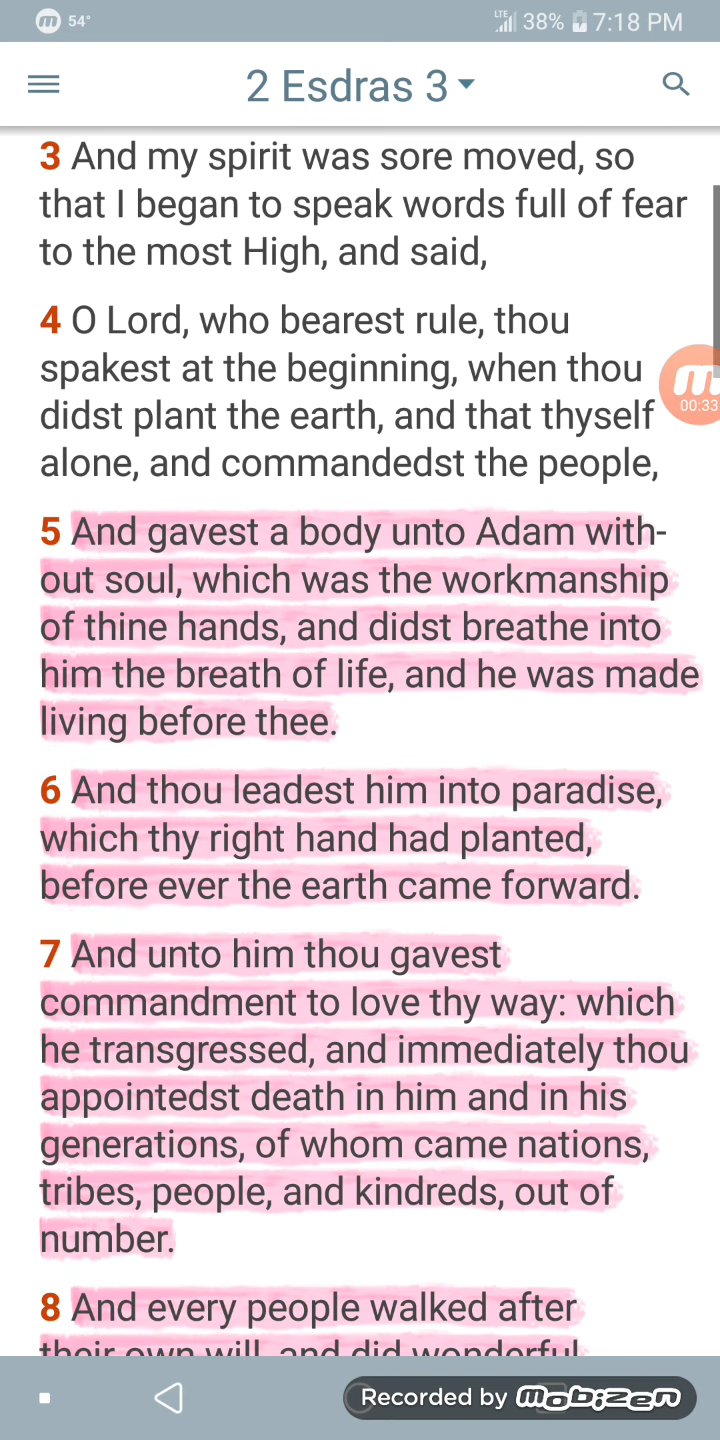 m 54° LTE 38% 7:18 PM
2 Esdras 3
3 And my spirit was sore moved, so
that I began to speak words full of fear
to the most High, and said,
4 O Lord, who bearest rule, thou
spakest at the beginning, when thou
didst plant the earth, and that thyself
alone, and commandedst the people,
m
00:33
5 And gavest a body unto Adam with-
out soul, which was the workmanship
of thine hands, and didst breathe into
him the breath of life, and he was made
living before thee.
6 And thou leadest him into paradise,
which thy right hand had planted,
before ever the earth came forward.
7 And unto him thou gavest
commandment to love thy way: which
he transgressed, and immediately thou
appointedst death in him and in his
generations, of whom came nations,
tribes, people, and kindreds, out of
number.
8 And every people walked after
their own will, and did wonderful
Recorded by mobizen